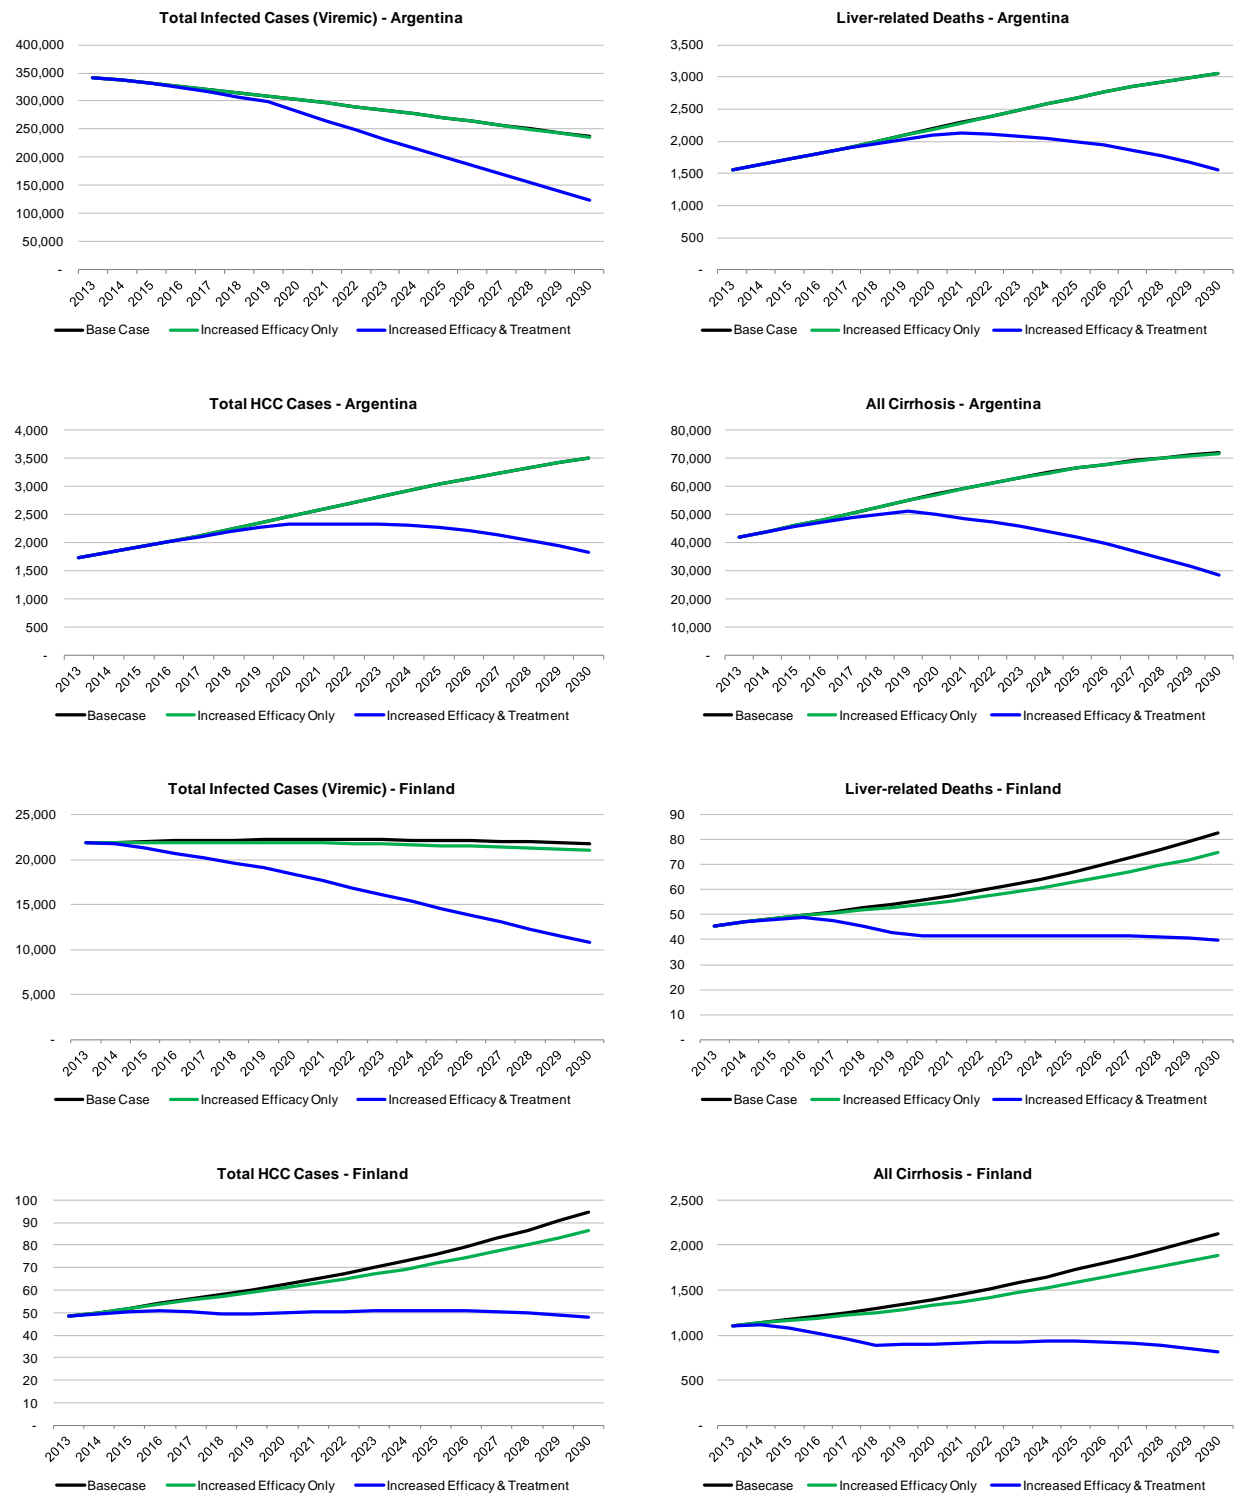 Total Infected Cases (Viremic) - Argentina
400,000
350,000
300,000
250,000
200,000
150,000
100,000
50,000
-
2013 2014 2015 2016 2017 2018 2019 2020 2021 2022 2023 2024 2025 2026 2027 2028 2029 2030
Base Case Increased Efficacy Only Increased Efficacy & Treatment
Liver-related Deaths - Argentina
3,500
3,000
2,500
2,000
1,500
1,000
500
-
2013 2014 2015 2016 2017 2018 2019 2020 2021 2022 2023 2024 2025 2026 2027 2028 2029 2030
Base Case Increased Efficacy Only Increased Efficacy & Treatment
Total HCC Cases - Argentina
4,000
3,500
3,000
2,500
2,000
1,500
1,000
500
-
2013 2014 2015 2016 2017 2018 2019 2020 2021 2022 2023 2024 2025 2026 2027 2028 2029 2030
Basecase Increased Efficacy Only Increased Efficacy & Treatment
All Cirrhosis - Argentina
80,000
70,000
60,000
50,000
40,000
30,000
20,000
10,000
-
2013 2014 2015 2016 2017 2018 2019 2020 2021 2022 2023 2024 2025 2026 2027 2028 2029 2030
Basecase Increased Efficacy Only Increased Efficacy & Treatment
Total Infected Cases (Viremic) - Finland
25,000
20,000
15,000
10,000
5,000
-
2013 2014 2015 2016 2017 2018 2019 2020 2021 2022 2023 2024 2025 2026 2027 2028 2029 2030
Base Case Increased Efficacy Only Increased Efficacy & Treatment
Liver-related Deaths - Finland
90
80
70
60
50
40
30
20
10
-
2013 2014 2015 2016 2017 2018 2019 2020 2021 2022 2023 2024 2025 2026 2027 2028 2029 2030
Base Case Increased Efficacy Only Increased Efficacy & Treatment
Total HCC Cases - Finland
100
90
80
70
60
50
40
30
20
10
-
2013 2014 2015 2016 2017 2018 2019 2020 2021 2022 2023 2024 2025 2026 2027 2028 2029 2030
Basecase Increased Efficacy Only Increased Efficacy & Treatment
All Cirrhosis - Finland
2,500
2,000
1,500
1,000
500
-
2013 2014 2015 2016 2017 2018 2019 2020 2021 2022 2023 2024 2025 2026 2027 2028 2029 2030
Basecase Increased Efficacy Only Increased Efficacy & Treatment